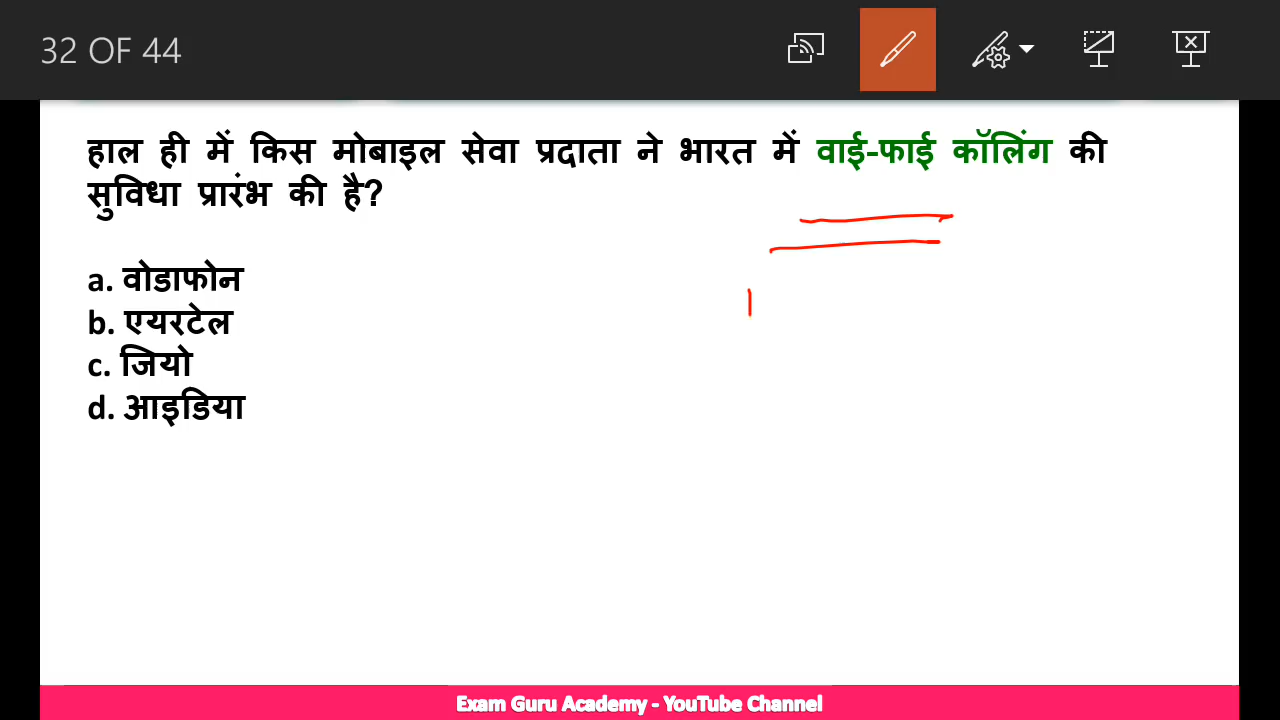 32 OF 44
हाल ही में किस मोबाइल सेवा प्रदाता ने भारत में वाई-फाई कॉलिंग की
सुविधा प्रारंभ की है?
a. वोडाफोन
b. एयरटेल
c. जियो
d. आइडिया
Exam Guru Academy - YouTube Channel